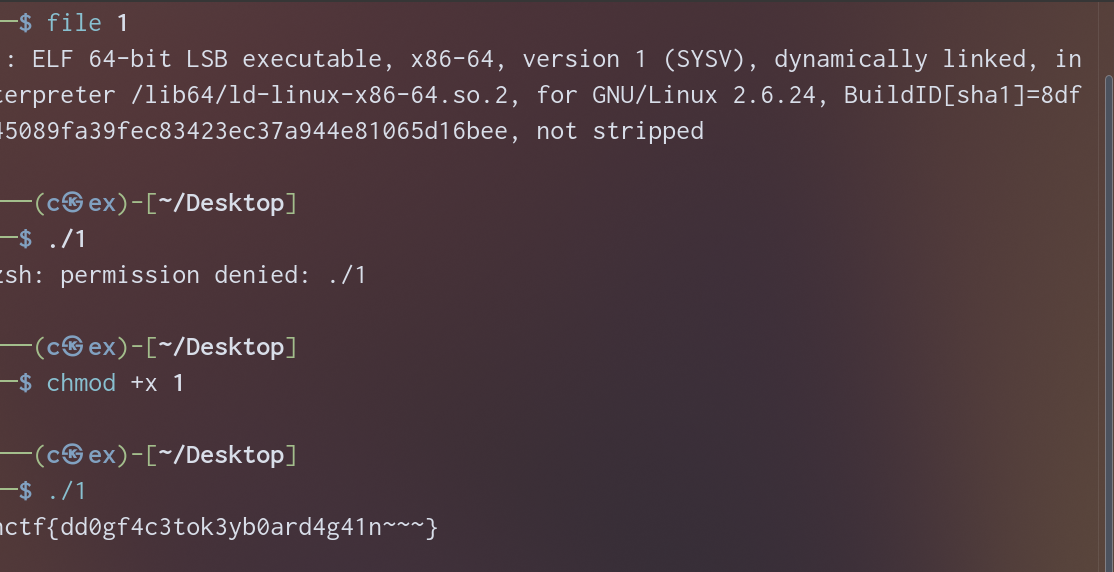 ─$ file 1
: ELF 64-bit LSB executable, x86-64, version 1 (SYSV), dynamically linked, in
terpreter /lib64/ld-linux-x86-64.so.2, for GNU/Linux 2.6.24, BuildID[sha1]=8df
45089fa39fec83423ec37a944e81065d16bee, not stripped
──(c㉿ex)-[~/Desktop]
─$ ./1
zsh: permission denied: ./1
──(c㉿ex)-[~/Desktop]
─$ chmod +x 1
──(c㉿ex)-[~/Desktop]
─$ ./1
nctf{dd0gf4c3tok3yb0ard4g41n~~~}